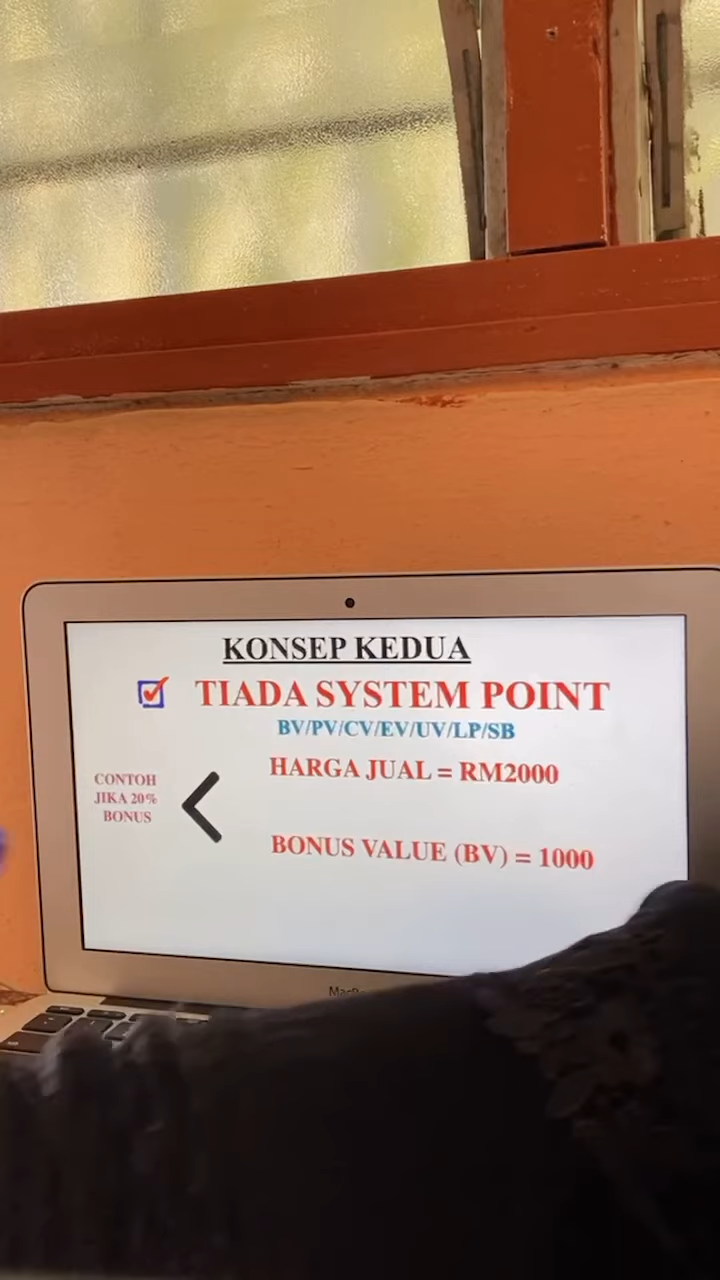 KONSEP KEDUA
TIADA SYSTEM POINT
BV/PV/CV/EV/UV/LP/SB
HARGA JUAL = RM2000
CONTOH
JIKA 20%
BONUS
BONUS VALUE (BV) = 1000